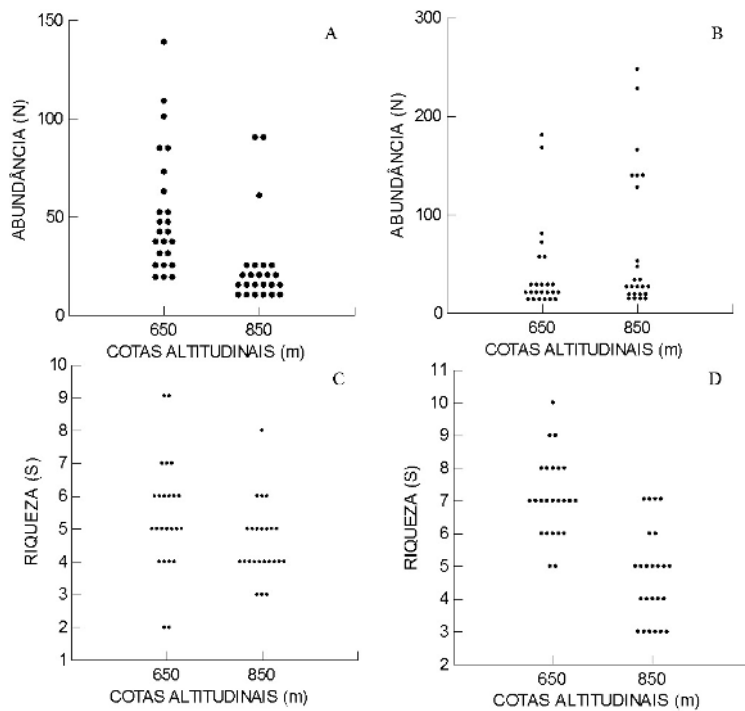 A
ABUNDÂNCIA (N)
150
100
50
0
650 850
COTAS ALTITUDINAIS (m)
B
ABUNDÂNCIA (N)
300
200
100
0
650 850
COTAS ALTITUDINAIS (m)
C
RIQUEZA (S)
10
9
8
7
6
5
4
3
2
1
650 850
COTAS ALTITUDINAIS (m)
D
RIQUEZA (S)
11
10
9
8
7
6
5
4
3
2
650 850
COTAS ALTITUDINAIS (m)